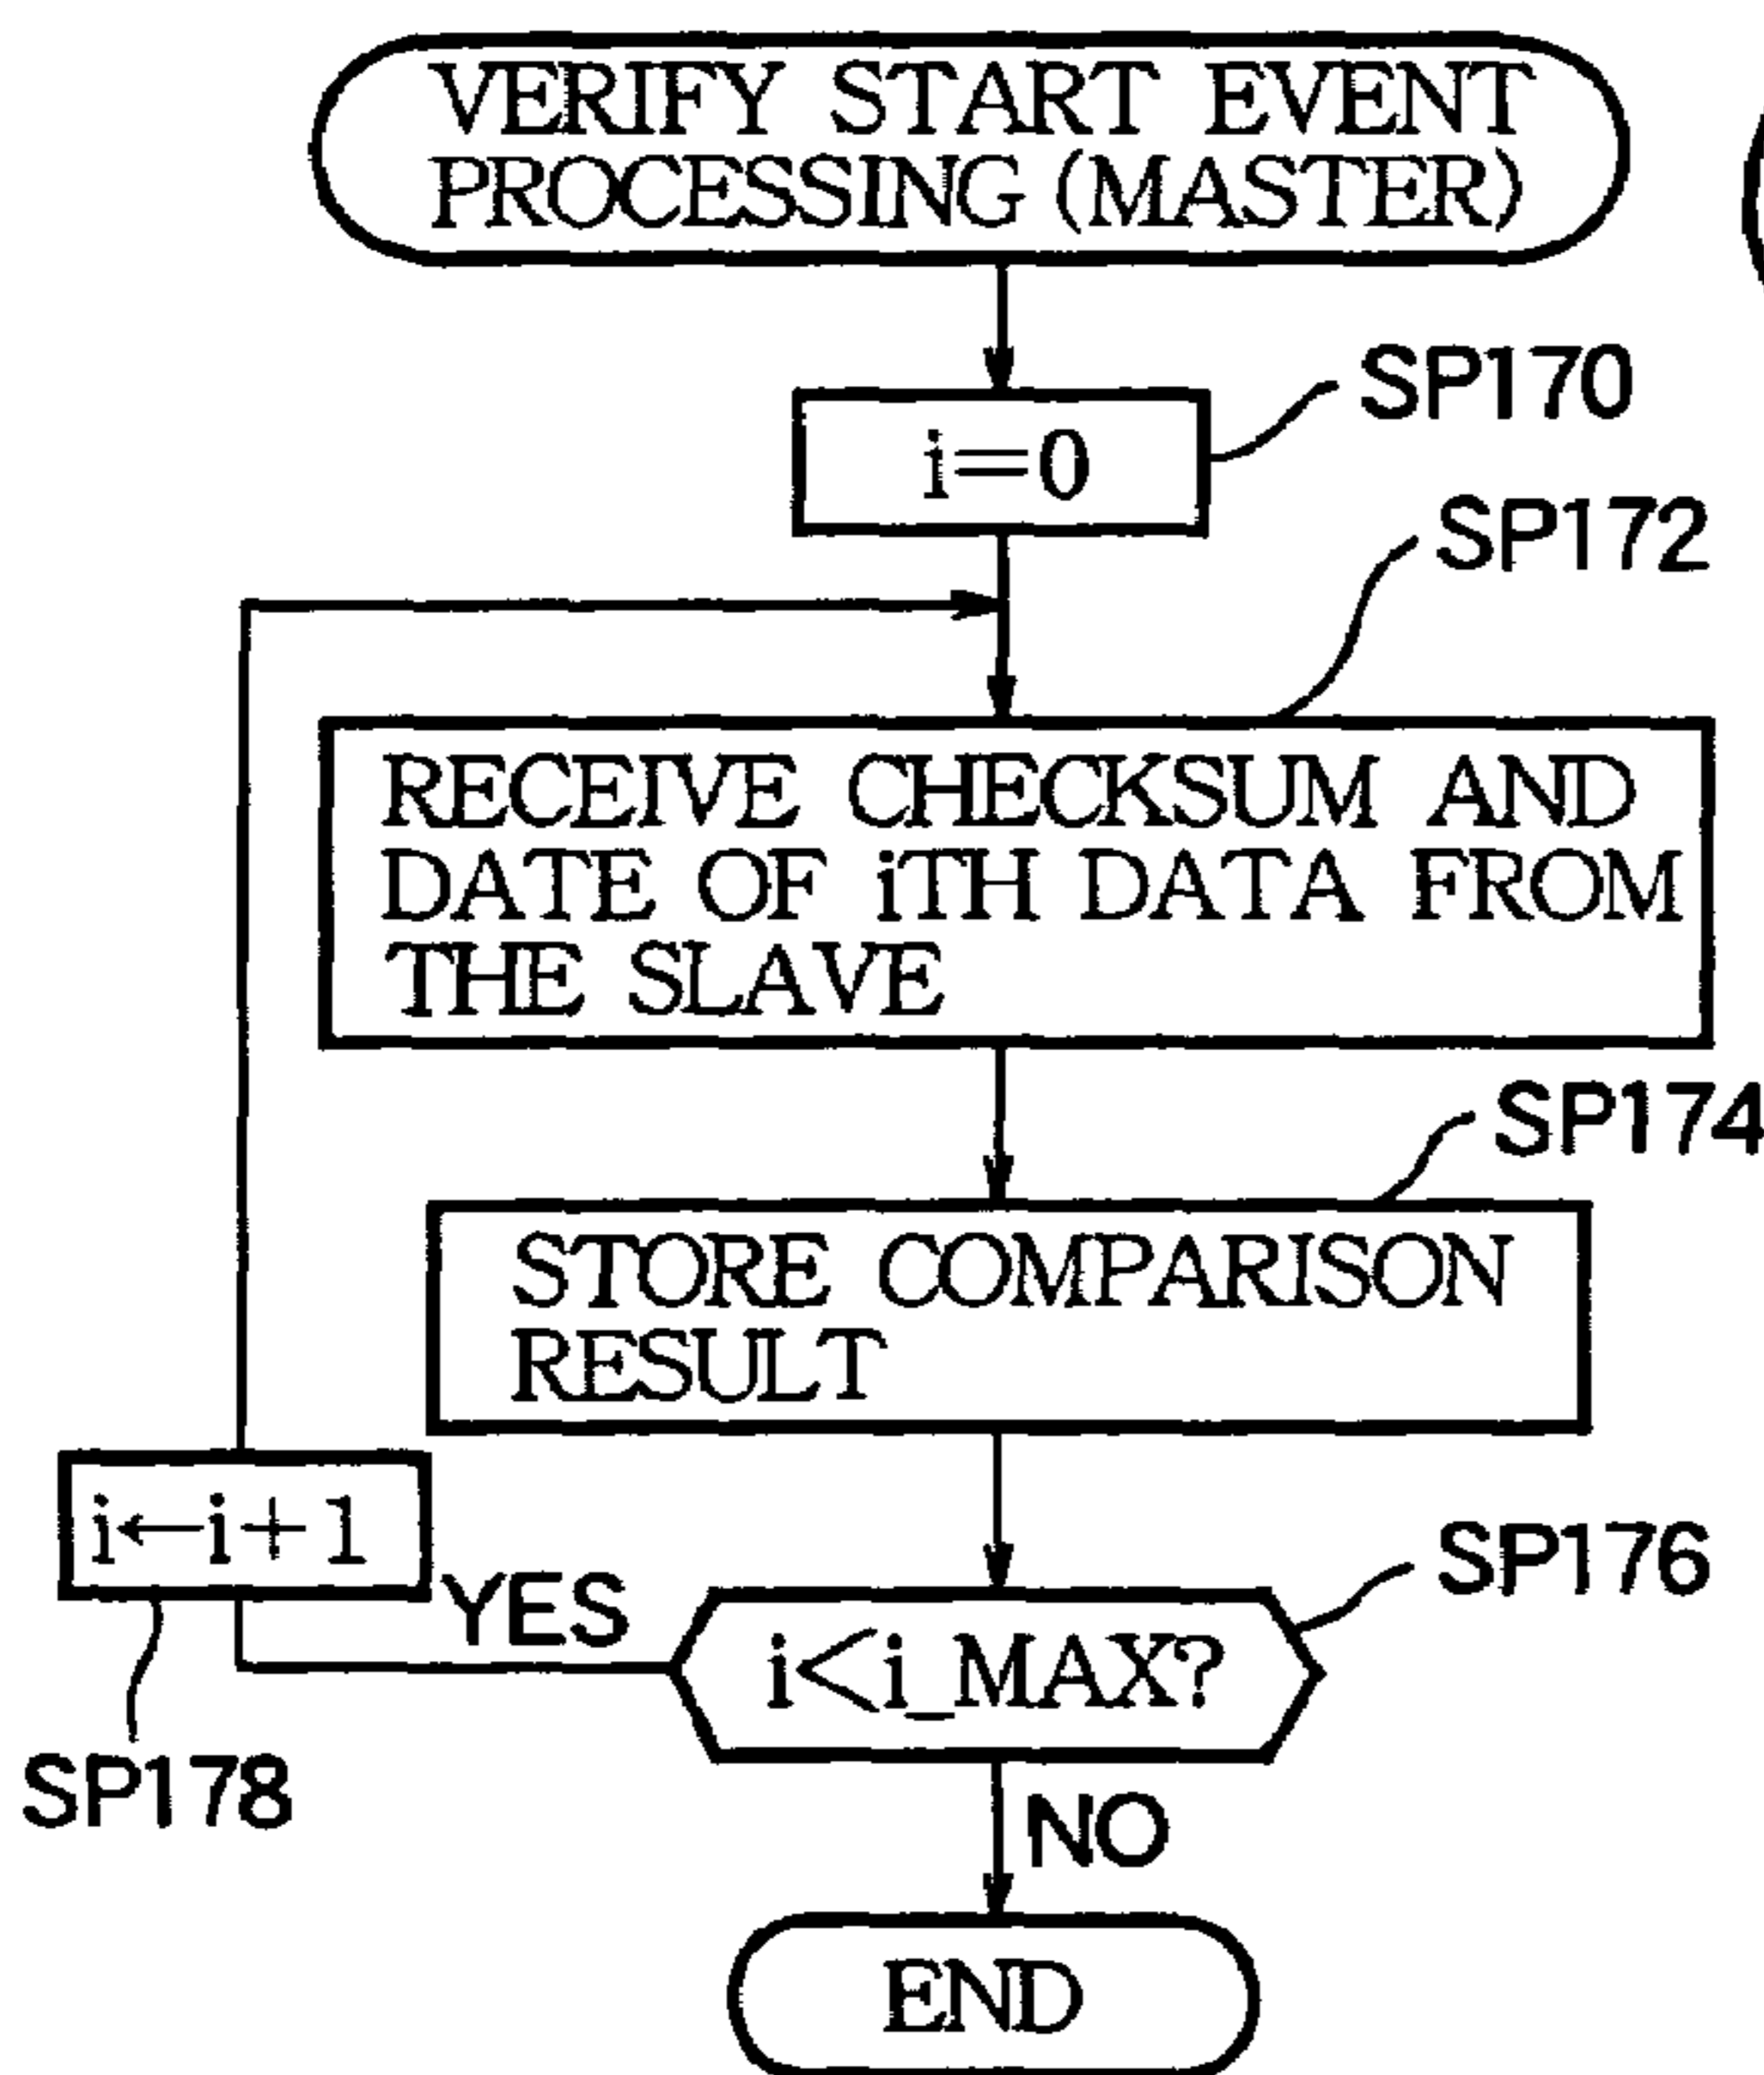 VERIFY START EVENT
PROCESSING (MASTER)
SP170
i=0
SP172
RECEIVE CHECKSUM AND
DATE OF iTH DATA FROM
THE SLAVE
SP174
STORE COMPARISON
RESULT
i←i+1
YES
SP176
i<i_MAX?
SP178
NO
END